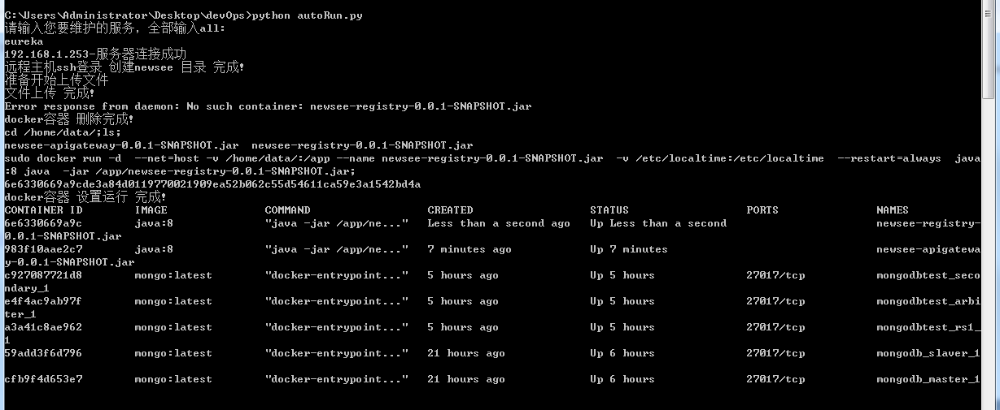 C:\Users\Administrator\Desktop\devOps>python autoRun.py
请输入您要维护的服务，全部输入all:
eureka
192.168.1.253-服务器连接成功
远程主机ssh登录 创建newsee 目录 完成!
准备开始上传文件
文件上传 完成!
Error response from daemon: No such container: newsee-registry-0.0.1-SNAPSHOT.jar
docker容器 删除完成!
cd /home/data/;ls;
newsee-apigateway-0.0.1-SNAPSHOT.jar  newsee-registry-0.0.1-SNAPSHOT.jar
sudo docker run -d  --net=host -v /home/data/:/app --name newsee-registry-0.0.1-SNAPSHOT.jar  -v /etc/localtime:/etc/localtime  --restart=always  java
:8 java  -jar /app/newsee-registry-0.0.1-SNAPSHOT.jar;
6e6330669a9cde3a84d0119770021909ea52b062c55d54611ca59e3a1542bd4a
docker容器 设置运行 完成!
CONTAINER ID        IMAGE               COMMAND                  CREATED                  STATUS                  PORTS               NAMES
6e6330669a9c        java:8              "java -jar /app/ne..."   Less than a second ago   Up Less than a second                       newsee-registry-
0.0.1-SNAPSHOT.jar
983f10aae2c7        java:8              "java -jar /app/ne..."   7 minutes ago            Up 7 minutes                                newsee-apigatewa
y-0.0.1-SNAPSHOT.jar
c927087721d8        mongo:latest        "docker-entrypoint..."   5 hours ago              Up 5 hours              27017/tcp           mongodbtest_seco
ndary_1
e4f4ac9ab97f        mongo:latest        "docker-entrypoint..."   5 hours ago              Up 5 hours              27017/tcp           mongodbtest_arbi
ter_1
a3a41c8ae962        mongo:latest        "docker-entrypoint..."   5 hours ago              Up 5 hours              27017/tcp           mongodbtest_rs1_
1
59add3f6d796        mongo:latest        "docker-entrypoint..."   21 hours ago             Up 6 hours              27017/tcp           mongodb_slaver_1
cfb9f4d653e7        mongo:latest        "docker-entrypoint..."   21 hours ago             Up 6 hours              27017/tcp           mongodb_master_1